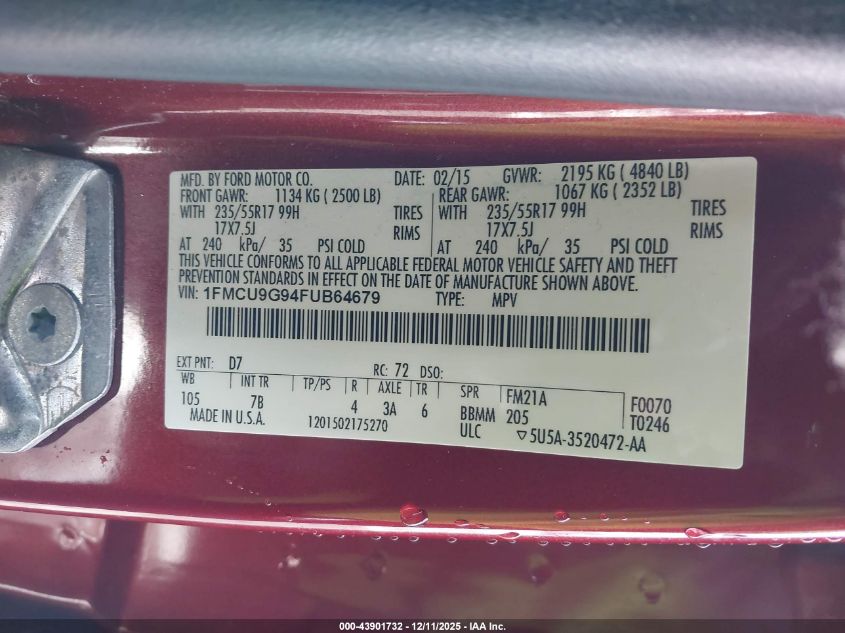 MFD. BY FORD MOTOR CO. DATE: 02/15 GVWR: 2195 KG ( 4840 LB)
FRONT GAWR: 1134 KG ( 2500 LB) REAR GAWR: 1067 KG ( 2352 LB)
WITH 235/55R17 99H TIRES WITH 235/55R17 99H TIRES
17X7.5J RIMS 17X7.5J RIMS
AT 240 kPa/ 35 PSI COLD AT 240 kPa/ 35 PSI COLD
THIS VEHICLE CONFORMS TO ALL APPLICABLE FEDERAL MOTOR VEHICLE SAFETY AND THEFT
PREVENTION STANDARDS IN EFFECT ON THE DATE OF MANUFACTURE SHOWN ABOVE.
VIN: 1FMCU9G94FUB64679 TYPE: MPV
EXT PNT: D7 RC: 72 DSO:
WB INT TR TP/PS R AXLE TR SPR FM21A F0070
105 7B 4 3A 6 BBMM 205 T0246
MADE IN U.S.A. 1201502175270 ULC ▽5U5A-3520472-AA
000-43901732 - 12/11/2025 - IAA Inc.